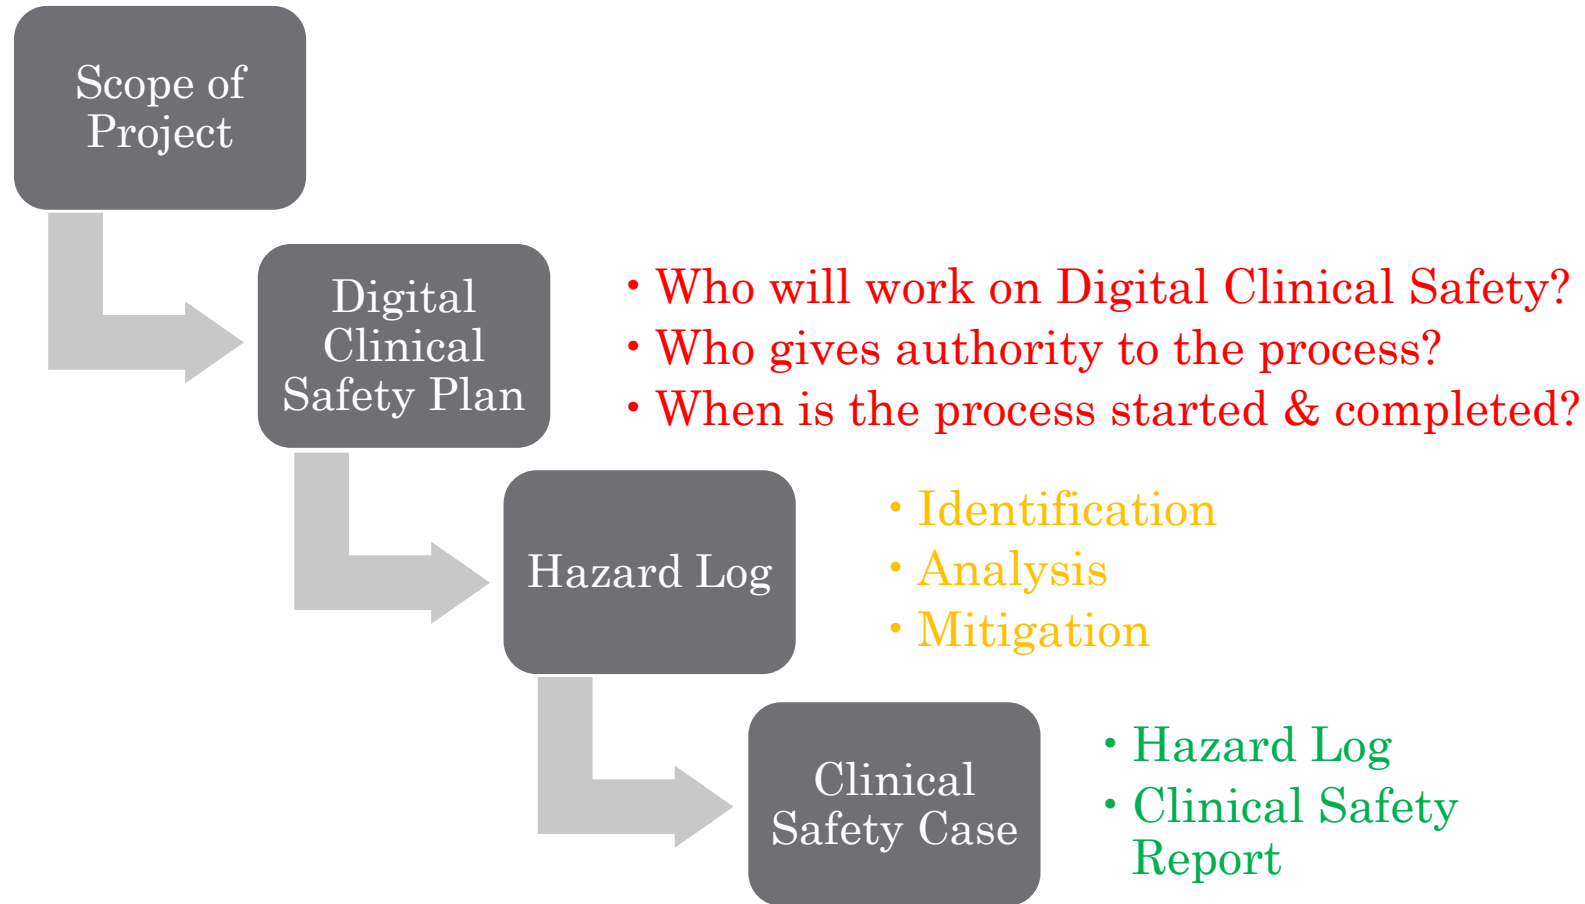 Scope of
Project
Digital
Clinical
Safety Plan
• Who will work on Digital Clinical Safety?
• Who gives authority to the process?
• When is the process started & completed?
Hazard Log
• Identification
• Analysis
• Mitigation
Clinical
Safety Case
• Hazard Log
• Clinical Safety
Report